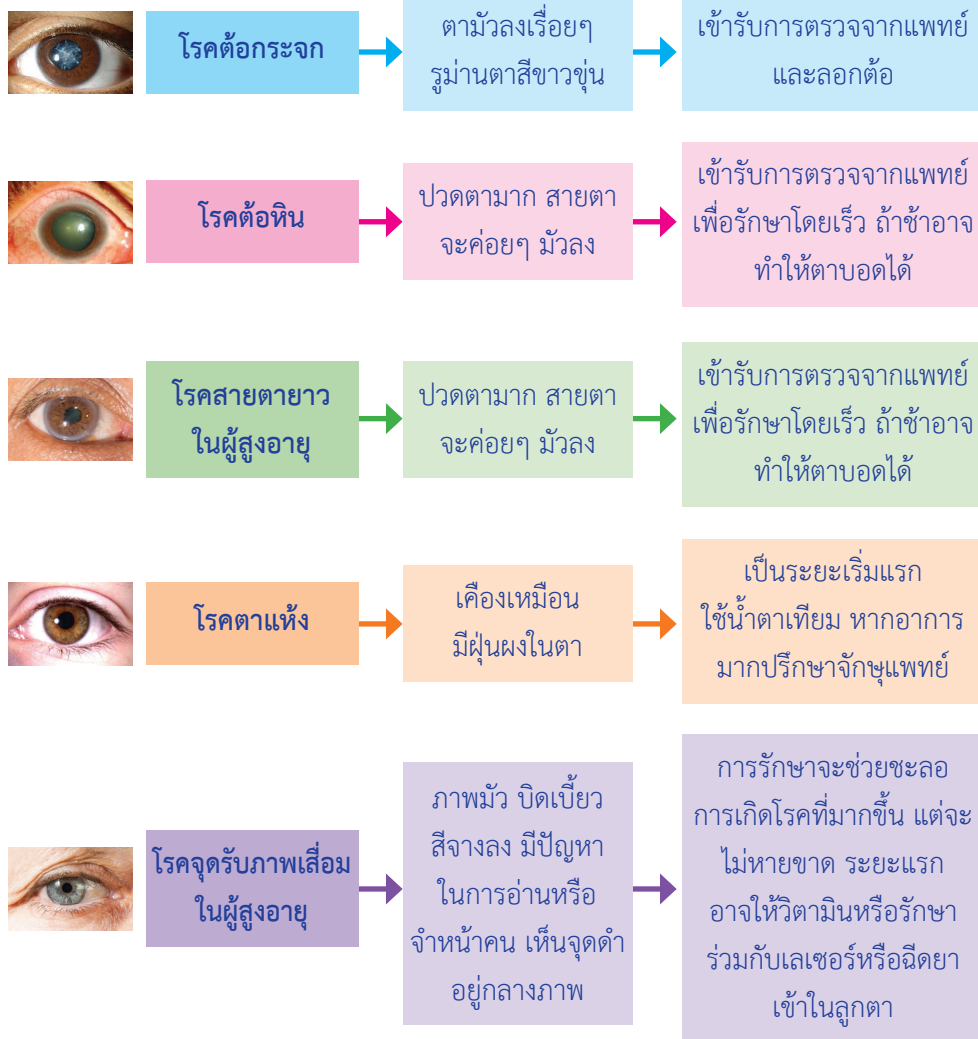 โรคต้อกระจก
ตามัวลงเรื่อยๆ
รูม่านตาสีขาวขุ่น
เข้ารับการตรวจจากแพทย์
และลอกต้อ
โรคต้อหิน
ปวดตามาก สายตา
จะค่อยๆ มัวลง
เข้ารับการตรวจจากแพทย์
เพื่อรักษาโดยเร็ว ถ้าช้าอาจ
ทำให้ตาบอดได้
โรคสายตายาว
ในผู้สูงอายุ
ปวดตามาก สายตา
จะค่อยๆ มัวลง
เข้ารับการตรวจจากแพทย์
เพื่อรักษาโดยเร็ว ถ้าช้าอาจ
ทำให้ตาบอดได้
โรคตาแห้ง
เคืองเหมือน
มีฝุ่นผงในตา
เป็นระยะเริ่มแรก
ใช้น้ำตาเทียม หากอาการ
มากปรึกษาจักษุแพทย์
โรคจุดรับภาพเสื่อม
ในผู้สูงอายุ
ภาพมัว บิดเบี้ยว
สีจางลง มีปัญหา
ในการอ่านหรือ
จำหน้าคน เห็นจุดดำ
อยู่กลางภาพ
การรักษาจะช่วยชะลอ
การเกิดโรคที่มากขึ้น แต่จะ
ไม่หายขาด ระยะแรก
อาจให้วิตามินหรือรักษา
ร่วมกับเลเซอร์หรือฉีดยา
เข้าในลูกตา